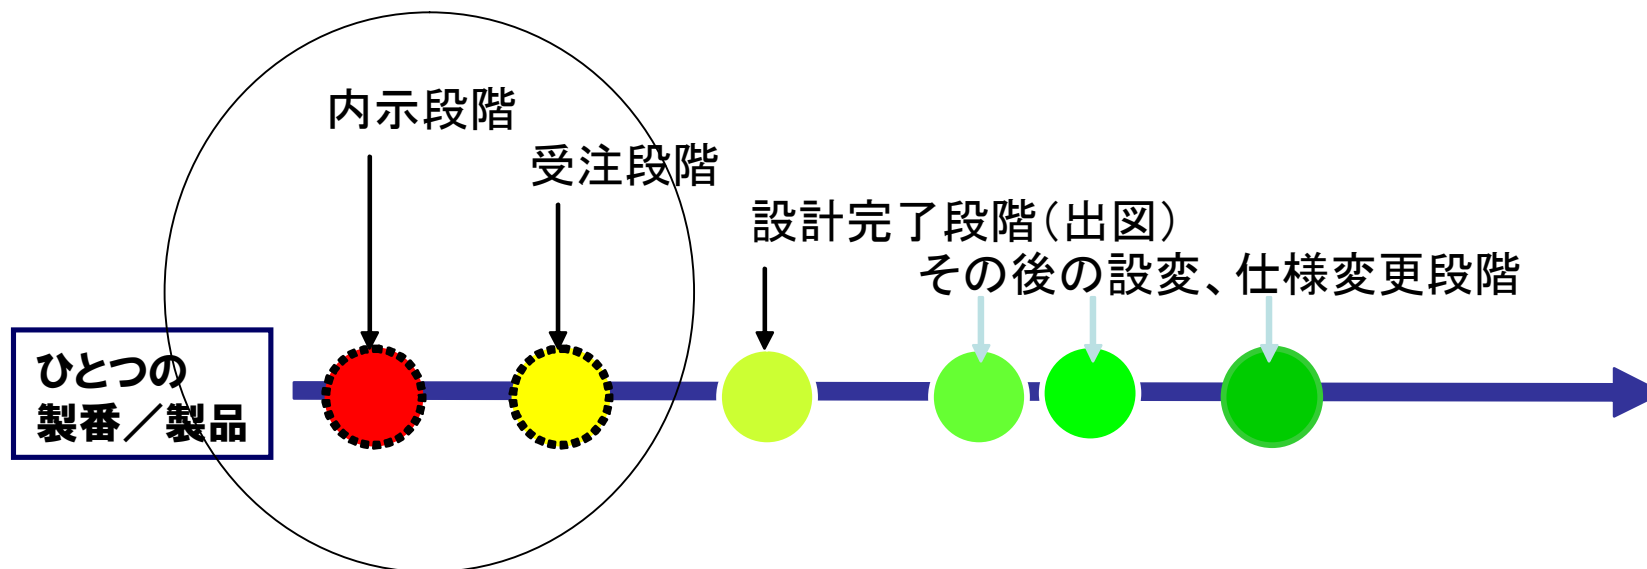 内示段階
受注段階
設計完了段階(出図)
その後の設変、仕様変更段階
ひとつの
製番／製品